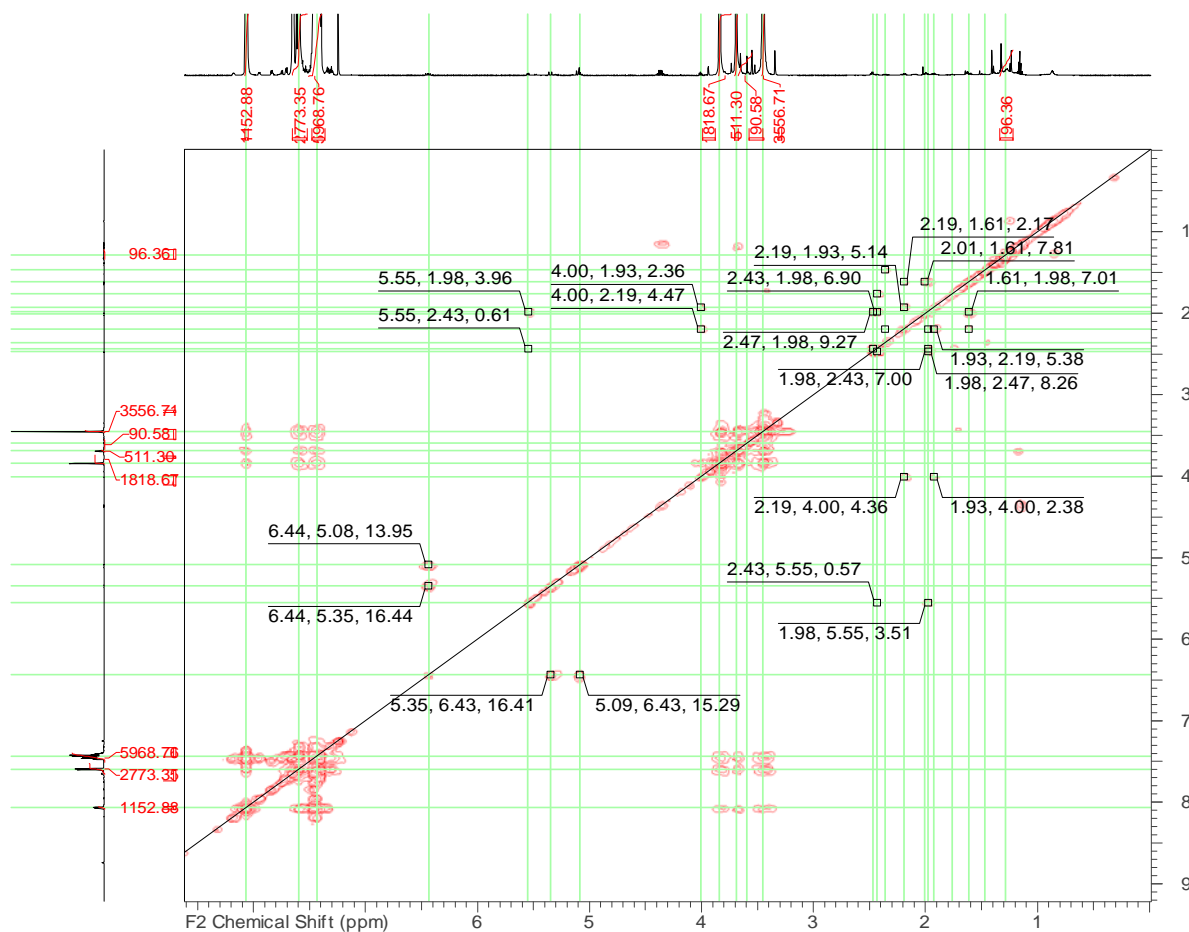 1152.88
2773.35
5968.76
1818.67
511.30
90.58
3556.71
96.36
96.36
1
2.19, 1.61, 2.17
2.19, 1.93, 5.14
2.01, 1.61, 7.81
5.55, 1.98, 3.96
4.00, 1.93, 2.36
2.43, 1.98, 6.90
1.61, 1.98, 7.01
4.00, 2.19, 4.47
2
5.55, 2.43, 0.61
2.47, 1.98, 9.27
1.93, 2.19, 5.38
1.98, 2.43, 7.00
1.98, 2.47, 8.26
3
3556.71
90.58
511.30
1818.67
4
2.19, 4.00, 4.36
1.93, 4.00, 2.38
6.44, 5.08, 13.95
5
2.43, 5.55, 0.57
6.44, 5.35, 16.44
1.98, 5.55, 3.51
6
5.35, 6.43, 16.41
5.09, 6.43, 15.29
7
5968.76
2773.35
1152.88
8
9
F2 Chemical Shift (ppm)
6
5
4
3
2
1